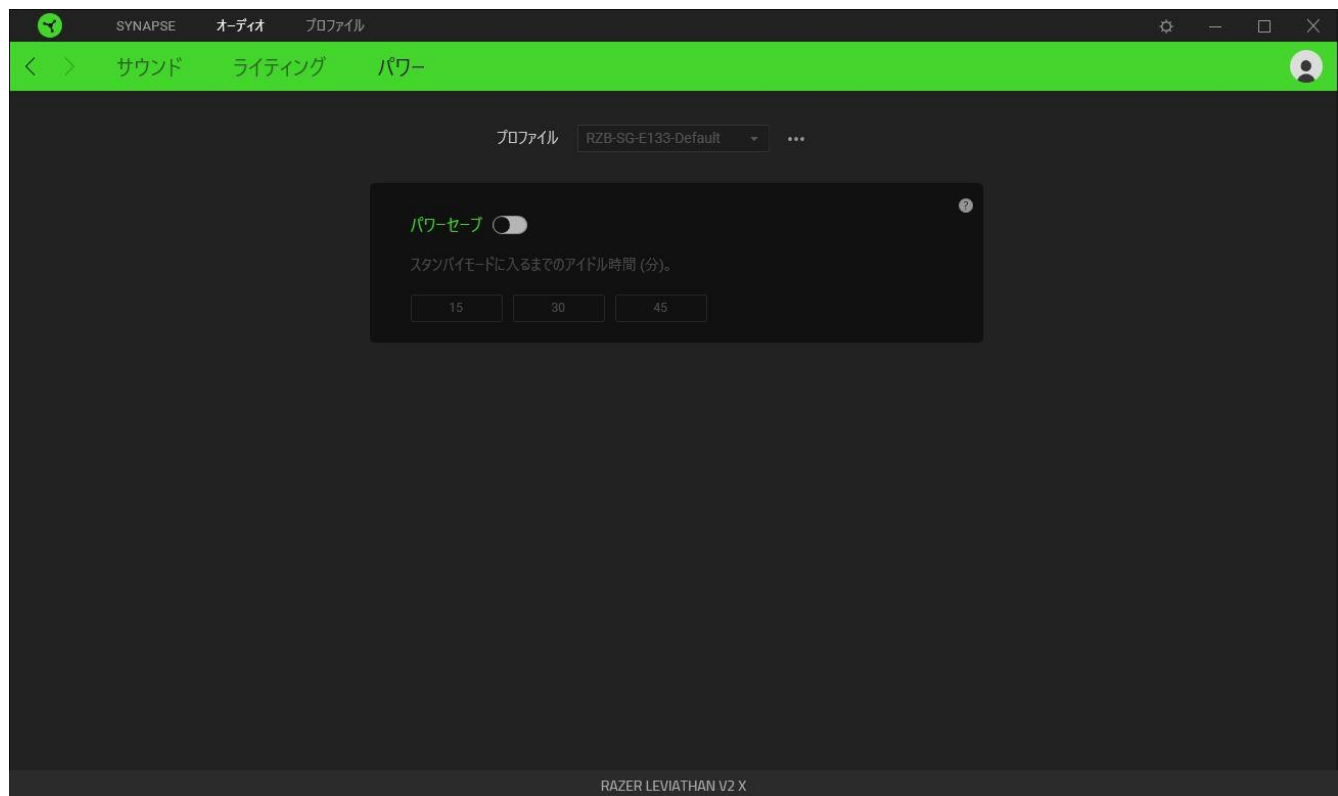 SYNAPSE オーディオ プロファイル
サウンド ライティング パワー
プロファイル RZB-SG-E133-Default
パワーセーブ
スタンバイモードに入るまでのアイドル時間 (分)。
15 30 45
RAZER LEVIATHAN V2 X